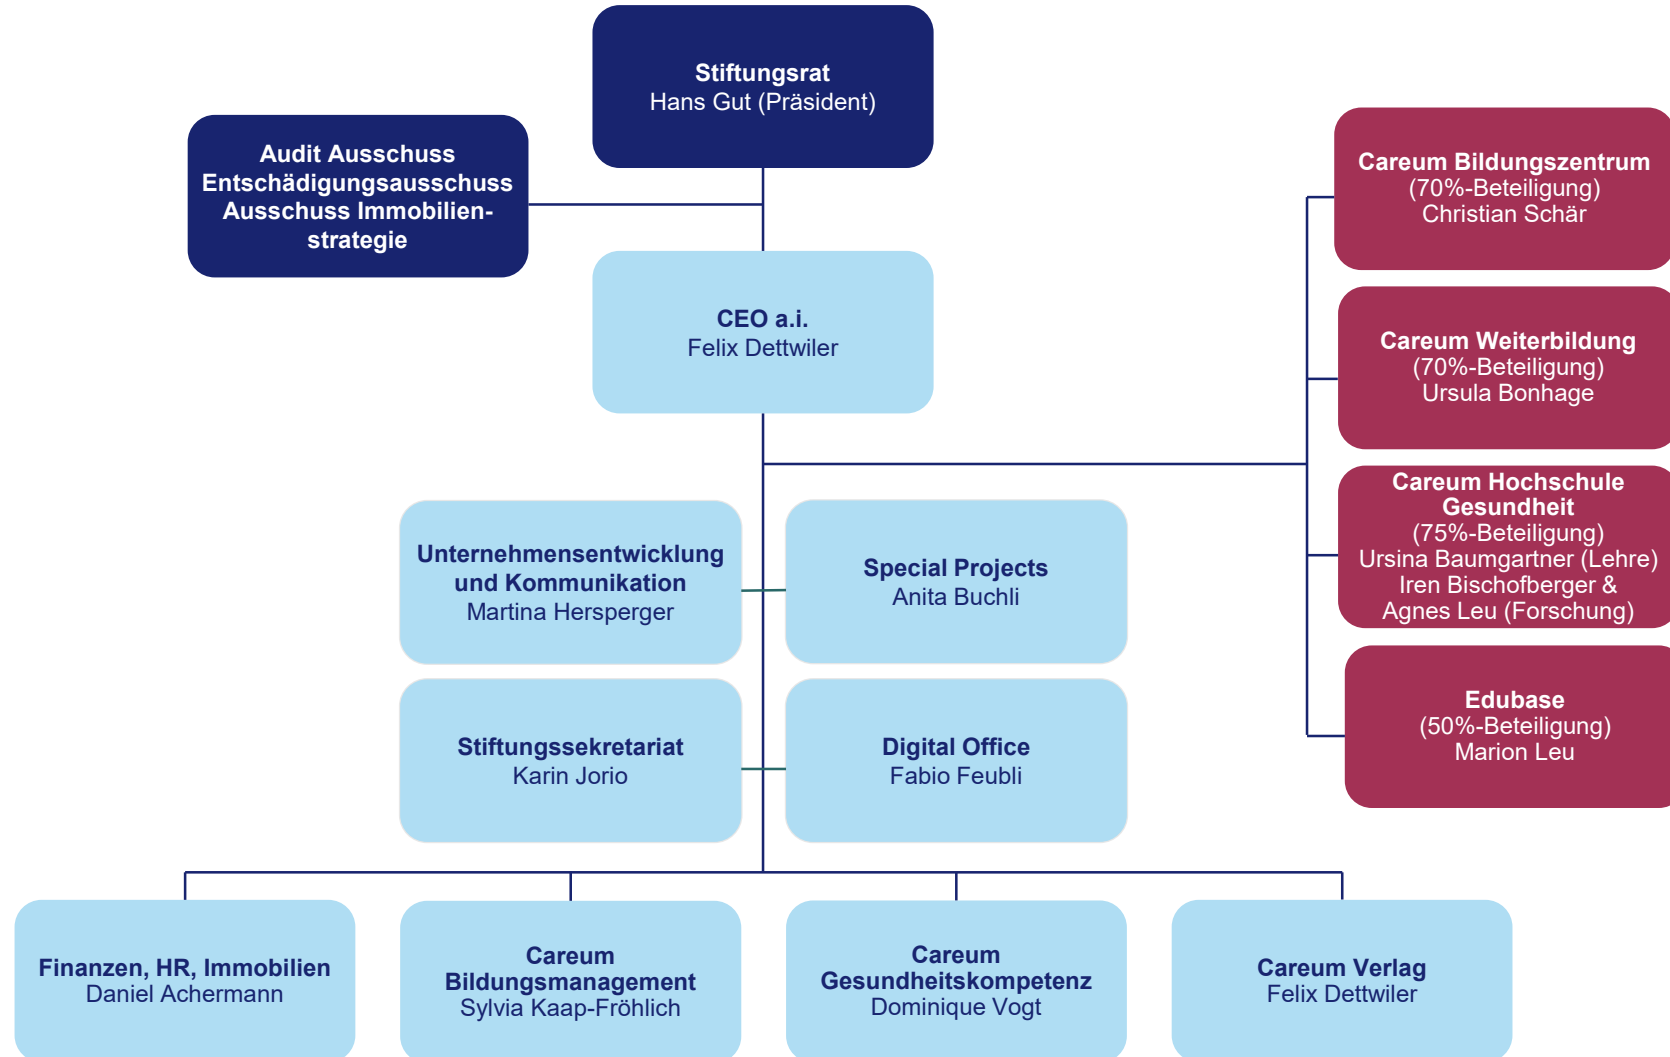 Stiftungsrat
Hans Gut (Präsident)
Audit Ausschuss
Entschädigungsausschuss
Ausschuss Immobilien-
strategie
CEO a.i.
Felix Dettwiler
Careum Bildungszentrum
(70%-Beteiligung)
Christian Schär
Careum Weiterbildung
(70%-Beteiligung)
Ursula Bonhage
Careum Hochschule
Gesundheit
(75%-Beteiligung)
Ursina Baumgartner (Lehre)
Iren Bischofberger &
Agnes Leu (Forschung)
Edubase
(50%-Beteiligung)
Marion Leu
Unternehmensentwicklung
und Kommunikation
Martina Hersperger
Special Projects
Anita Buchli
Stiftungssekretariat
Karin Jorio
Digital Office
Fabio Feubli
Finanzen, HR, Immobilien
Daniel Achermann
Careum
Bildungsmanagement
Sylvia Kaap-Fröhlich
Careum
Gesundheitskompetenz
Dominique Vogt
Careum Verlag
Felix Dettwiler